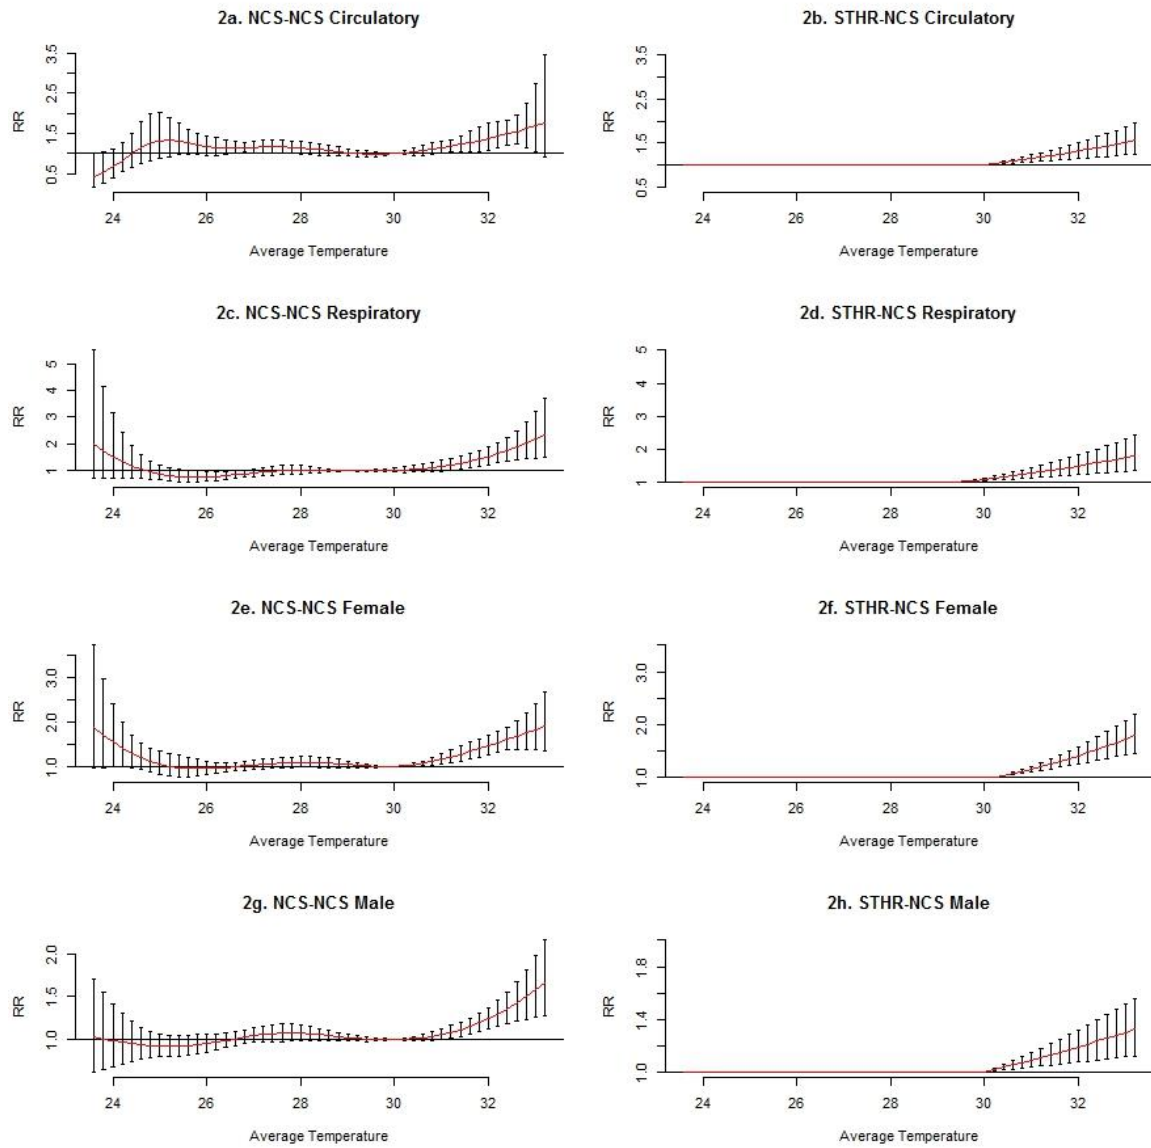 2a. NCS-NCS Circulatory
RR
0.5 1.5 2.5 3.5
24 26 28 30 32
Average Temperature
2b. STHR-NCS Circulatory
RR
0.5 1.5 2.5 3.5
24 26 28 30 32
Average Temperature
2c. NCS-NCS Respiratory
RR
1 2 3 4 5
24 26 28 30 32
Average Temperature
2d. STHR-NCS Respiratory
RR
1 2 3 4 5
24 26 28 30 32
Average Temperature
2e. NCS-NCS Female
RR
1.0 2.0 3.0
24 26 28 30 32
Average Temperature
2f. STHR-NCS Female
RR
1.0 2.0 3.0
24 26 28 30 32
Average Temperature
2g. NCS-NCS Male
RR
1.0 1.5 2.0
24 26 28 30 32
Average Temperature
2h. STHR-NCS Male
RR
1.0 1.4 1.8
24 26 28 30 32
Average Temperature